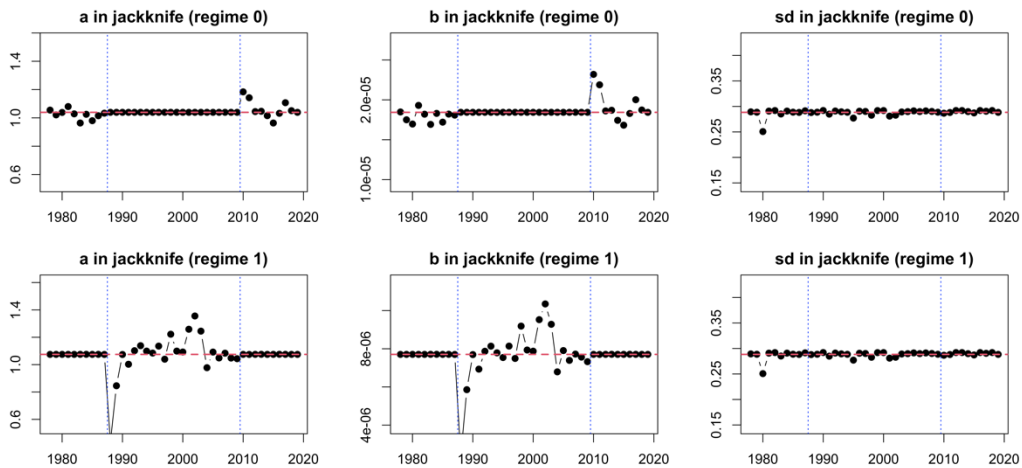 a in jackknife (regime 0)
1.4
1.0
0.6
1980 1990 2000 2010 2020
b in jackknife (regime 0)
2.0e-05
1.0e-05
1980 1990 2000 2010 2020
sd in jackknife (regime 0)
0.35
0.25
0.15
1980 1990 2000 2010 2020
a in jackknife (regime 1)
1.4
1.0
0.6
1980 1990 2000 2010 2020
b in jackknife (regime 1)
8e-06
4e-06
1980 1990 2000 2010 2020
sd in jackknife (regime 1)
0.35
0.25
0.15
1980 1990 2000 2010 2020